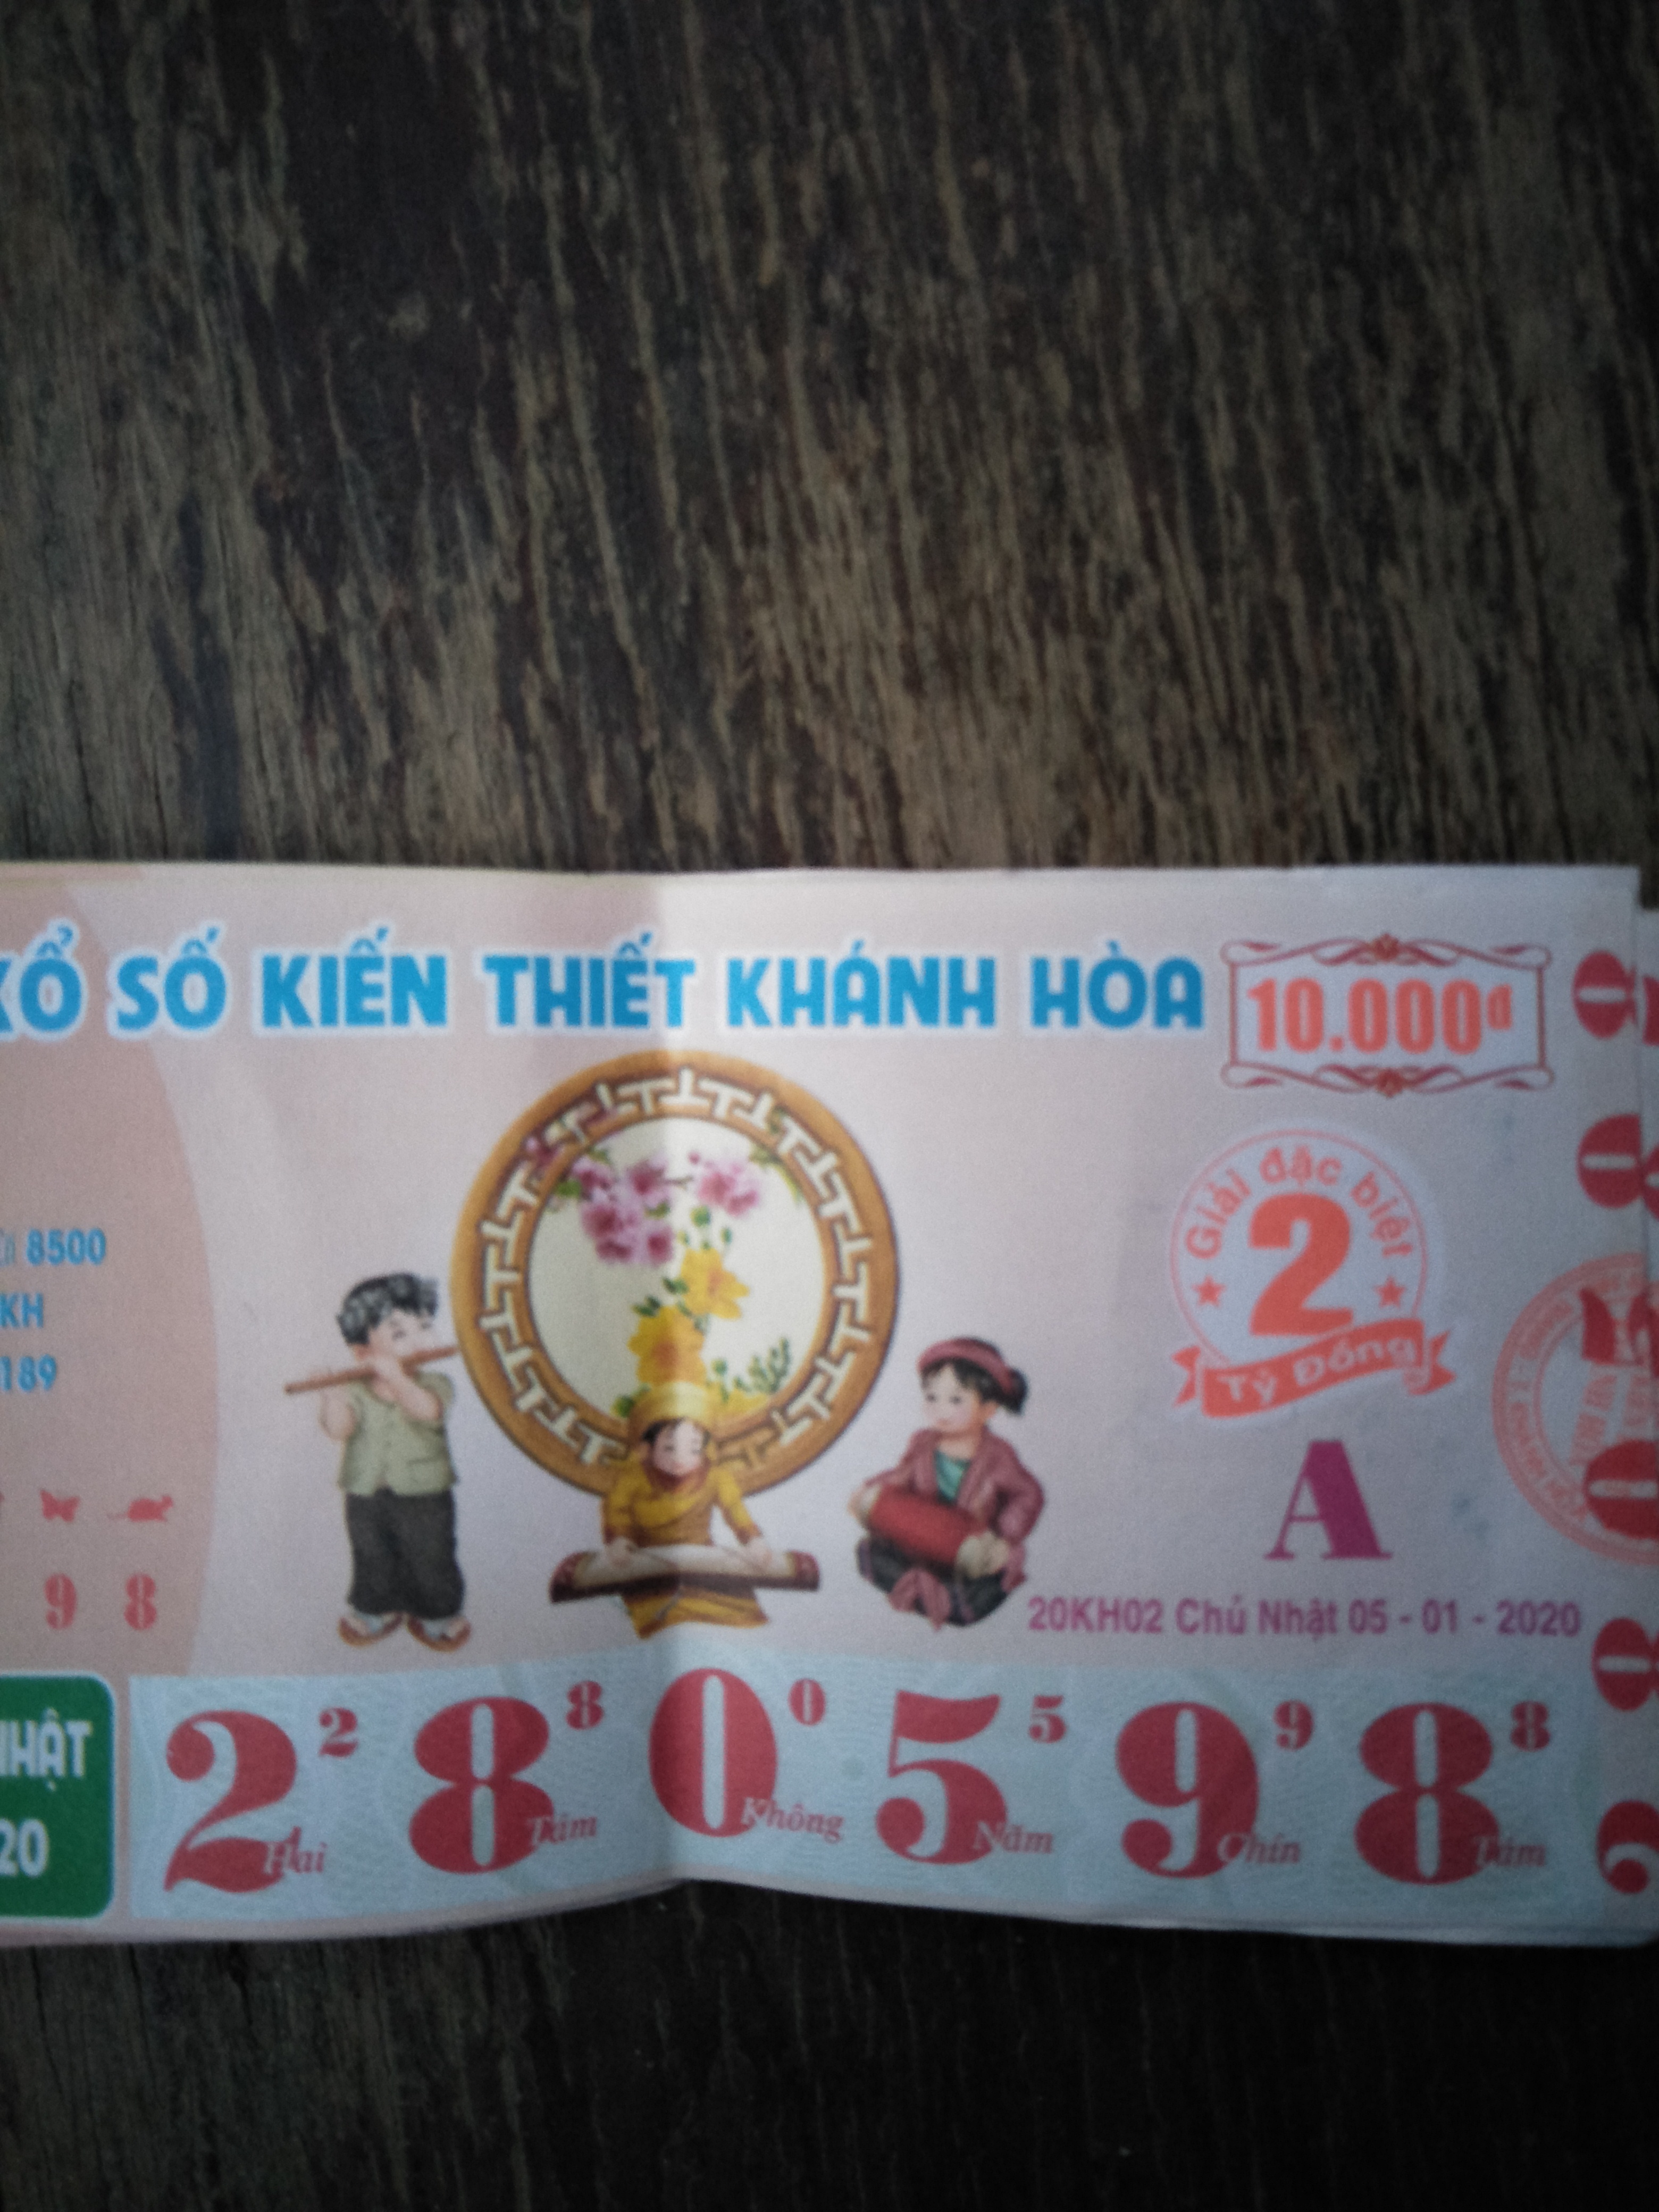 XỔ SỐ KIẾN THIẾT KHÁNH HÒA
10.000đ
Giải đặc biệt
2
Tỷ Đồng
8500
KH
189
A
9 8
20KH02 Chủ Nhật 05 - 01 - 2020
NHẬT
20
2 2 8 8 0 0 5 5 9 9 8 8
Hai Tám Không Năm Chín Tám